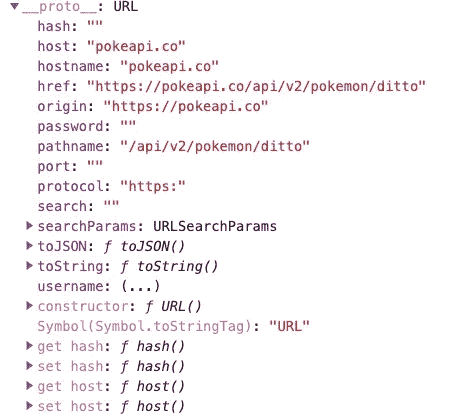 __proto__: URL
hash: ""
host: "pokeapi.co"
hostname: "pokeapi.co"
href: "https://pokeapi.co/api/v2/pokemon/ditto"
origin: "https://pokeapi.co"
password: ""
pathname: "/api/v2/pokemon/ditto"
port: ""
protocol: "https:"
search: ""
searchParams: URLSearchParams
toJSON: ƒ toJSON()
toString: ƒ toString()
username: (...)
constructor: ƒ URL()
Symbol(Symbol.toStringTag): "URL"
get hash: ƒ hash()
set hash: ƒ hash()
get host: ƒ host()
set host: ƒ host()